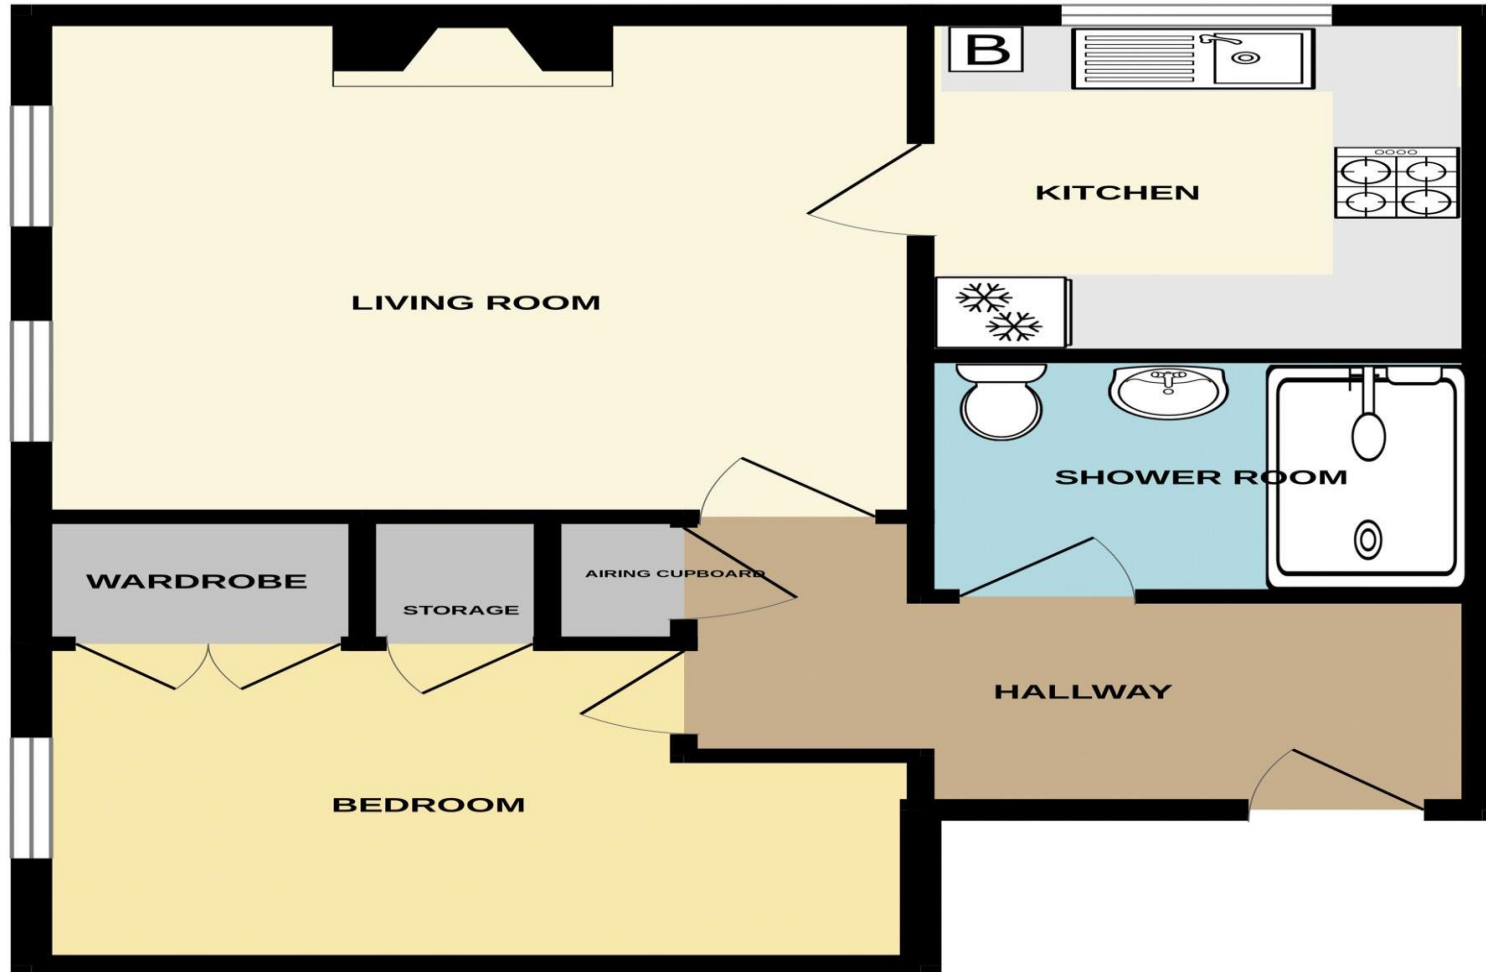 B
KITCHEN
LIVING ROOM
SHOWER ROOM
WARDROBE
STORAGE
AIRING CUPBOARD
HALLWAY
BEDROOM